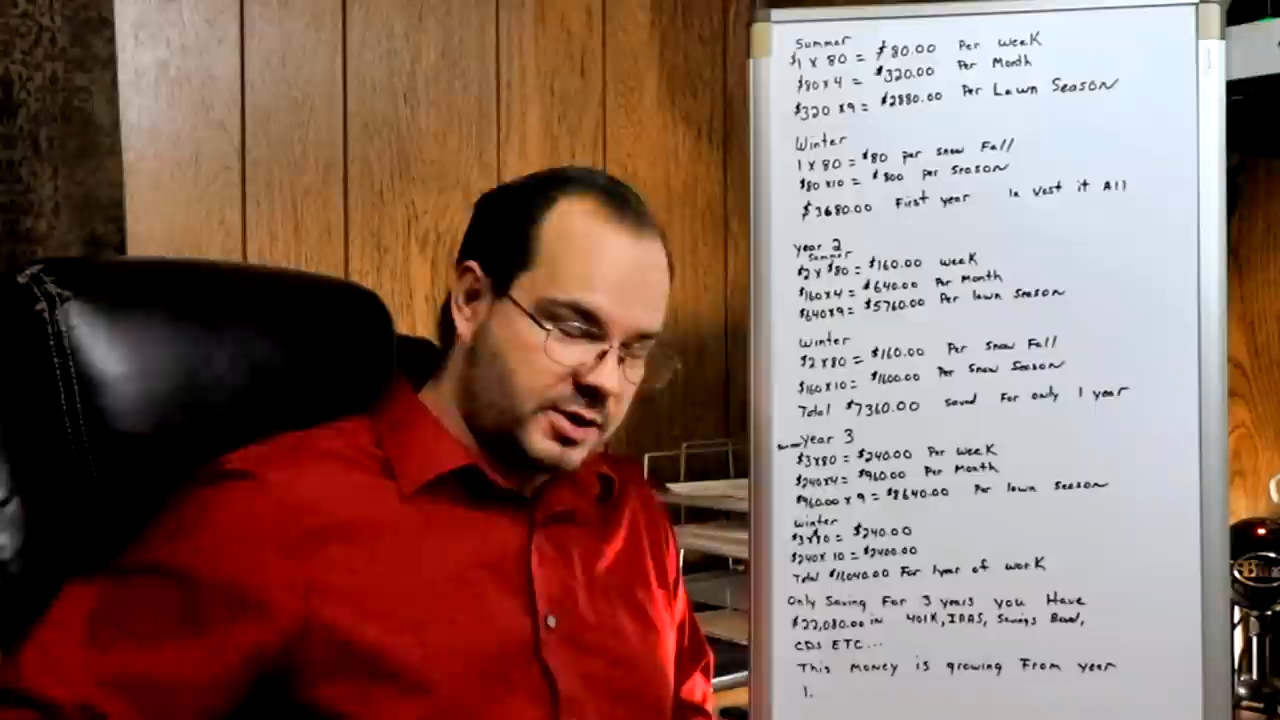 Summer
$1 x 80 = $80.00 Per week
$80 x 4 = $320.00 Per Month
$320 x 9 = $2880.00 Per Lawn Season
Winter
1 x 80 = $80 per snow Fall
$80 x 10 = $800 per season
$3680.00 First year In vest it All
year 2
Summer
$2 x $80 = $160.00 week
$160 x 4 = $640.00 Per Month
$640 x 9 = $5760.00 Per lawn season
Winter
$2 x 80 = $160.00 Per Snow Fall
$160 x 10 = $1600.00 Per Snow Season
Total $7360.00 saved For only 1 year
year 3
$3 x 80 = $240.00 Per week
$240 x 4 = $960.00 Per Month
$960.00 x 9 = $8640.00 Per lawn season
winter
$3 x 80 = $240.00
$240 x 10 = $2400.00
Total $11040.00 For 1 year of work
Only Saving For 3 years you Have
$22,080.00 in 401K, IRAS, Savings Bond,
CDS ETC...
This money is growing From year
1.